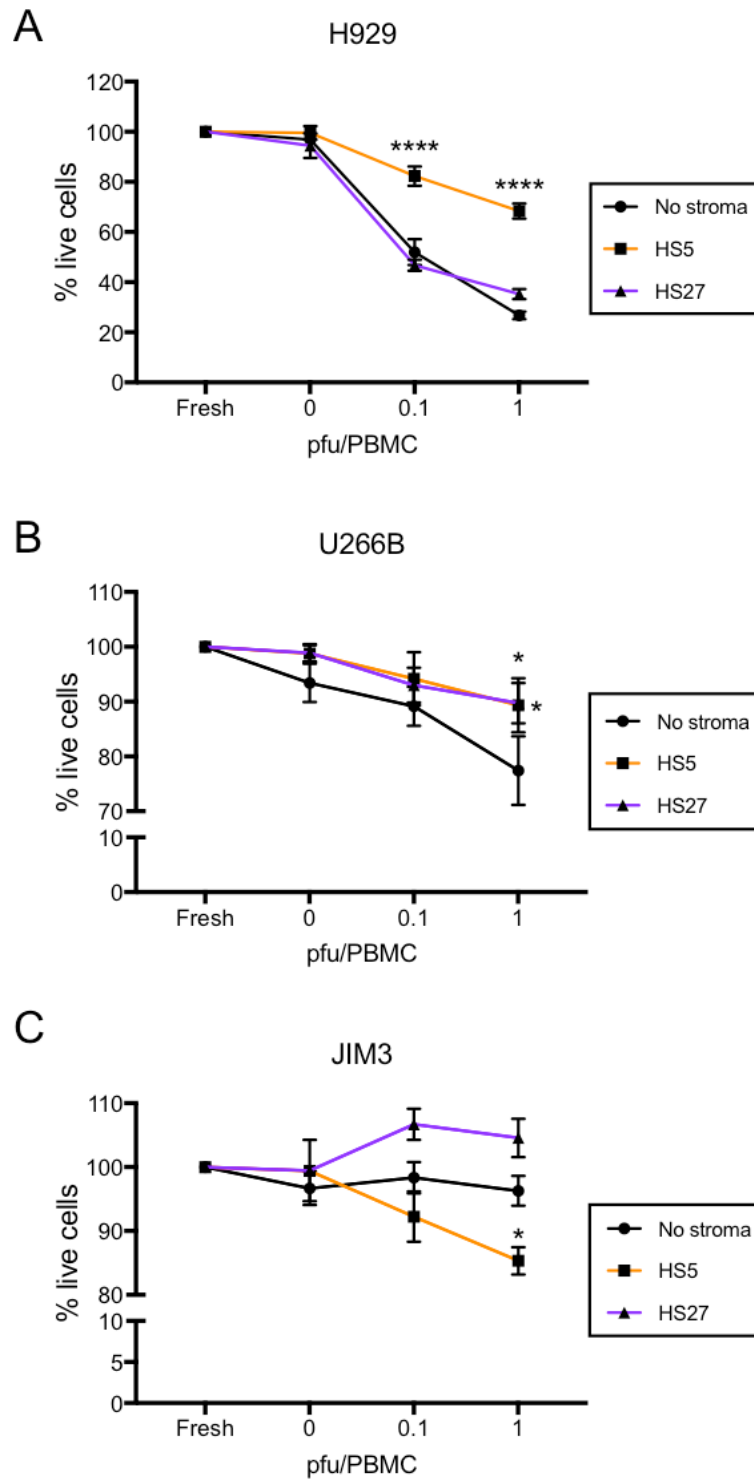 A
H929
120
100
80
60
40
20
0
% live cells
****
****
Fresh 0 0.1 1
pfu/PBMC
No stroma
HS5
HS27
B
U266B
110
100
90
80
70
10
0
% live cells
*
*
Fresh 0 0.1 1
pfu/PBMC
No stroma
HS5
HS27
C
JIM3
110
100
90
80
10
5
0
% live cells
*
Fresh 0 0.1 1
pfu/PBMC
No stroma
HS5
HS27